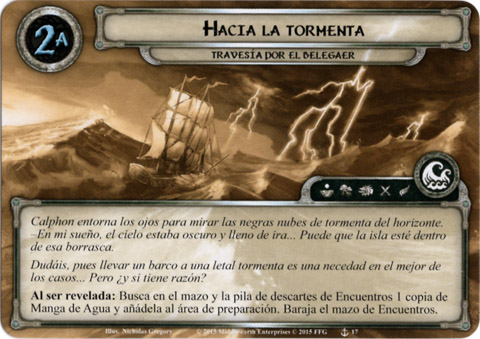 2A
Hacia la tormenta
Travesía por el Belegaer
Calphon entorna los ojos para mirar las negras nubes de tormenta del horizonte.
–En mi sueño, el cielo estaba oscuro y lleno de ira... Puede que la isla esté dentro
de esa borrasca.
Dudáis, pues llevar un barco a una letal tormenta es una necedad en el mejor de
los casos... Pero ¿y si tiene razón?
Al ser revelada: Busca en el mazo y la pila de descartes de Encuentros 1 copia de
Manga de Agua y añádela al área de preparación. Baraja el mazo de Encuentros.
Illus. Nicholas Gregory © 2015 Middle-earth Enterprises © 2015 FFG 37